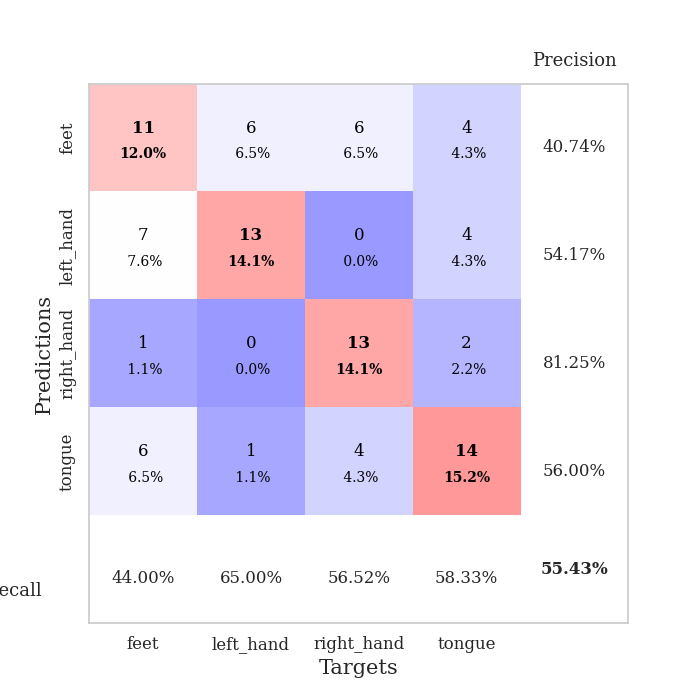 Precision
feet
11 6 6 4 40.74%
12.0% 6.5% 6.5% 4.3%
left_hand
7 13 0 4 54.17%
7.6% 14.1% 0.0% 4.3%
Predictions
right_hand
1 0 13 2 81.25%
1.1% 0.0% 14.1% 2.2%
tongue
6 1 4 14 56.00%
6.5% 1.1% 4.3% 15.2%
ecall 44.00% 65.00% 56.52% 58.33% 55.43%
feet left_hand right_hand tongue
Targets